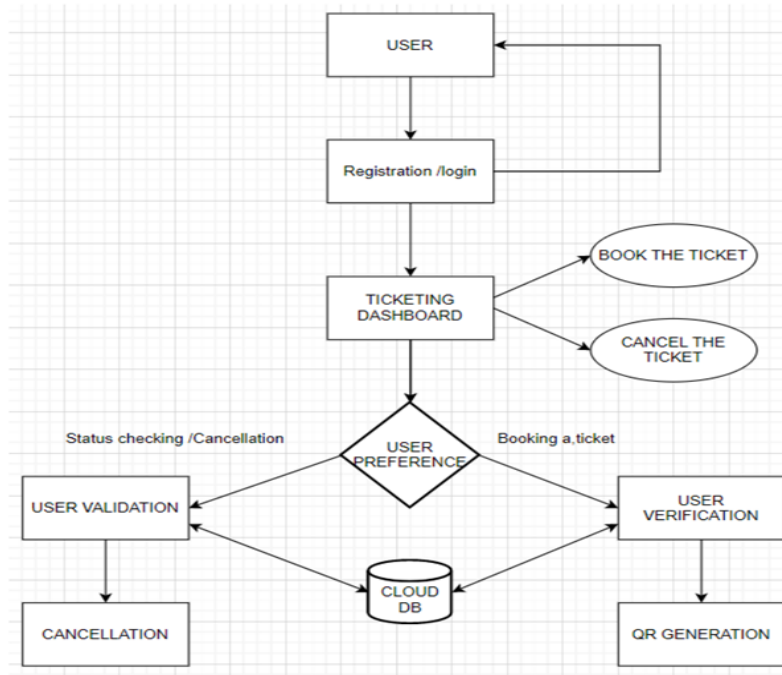 USER
Registration /login
BOOK THE TICKET
TICKETING
DASHBOARD
CANCEL THE
TICKET
Status checking /Cancellation
Booking a,ticket
USER
PREFERENCE
USER VALIDATION
USER
VERIFICATION
CLOUD
DB
CANCELLATION
QR GENERATION